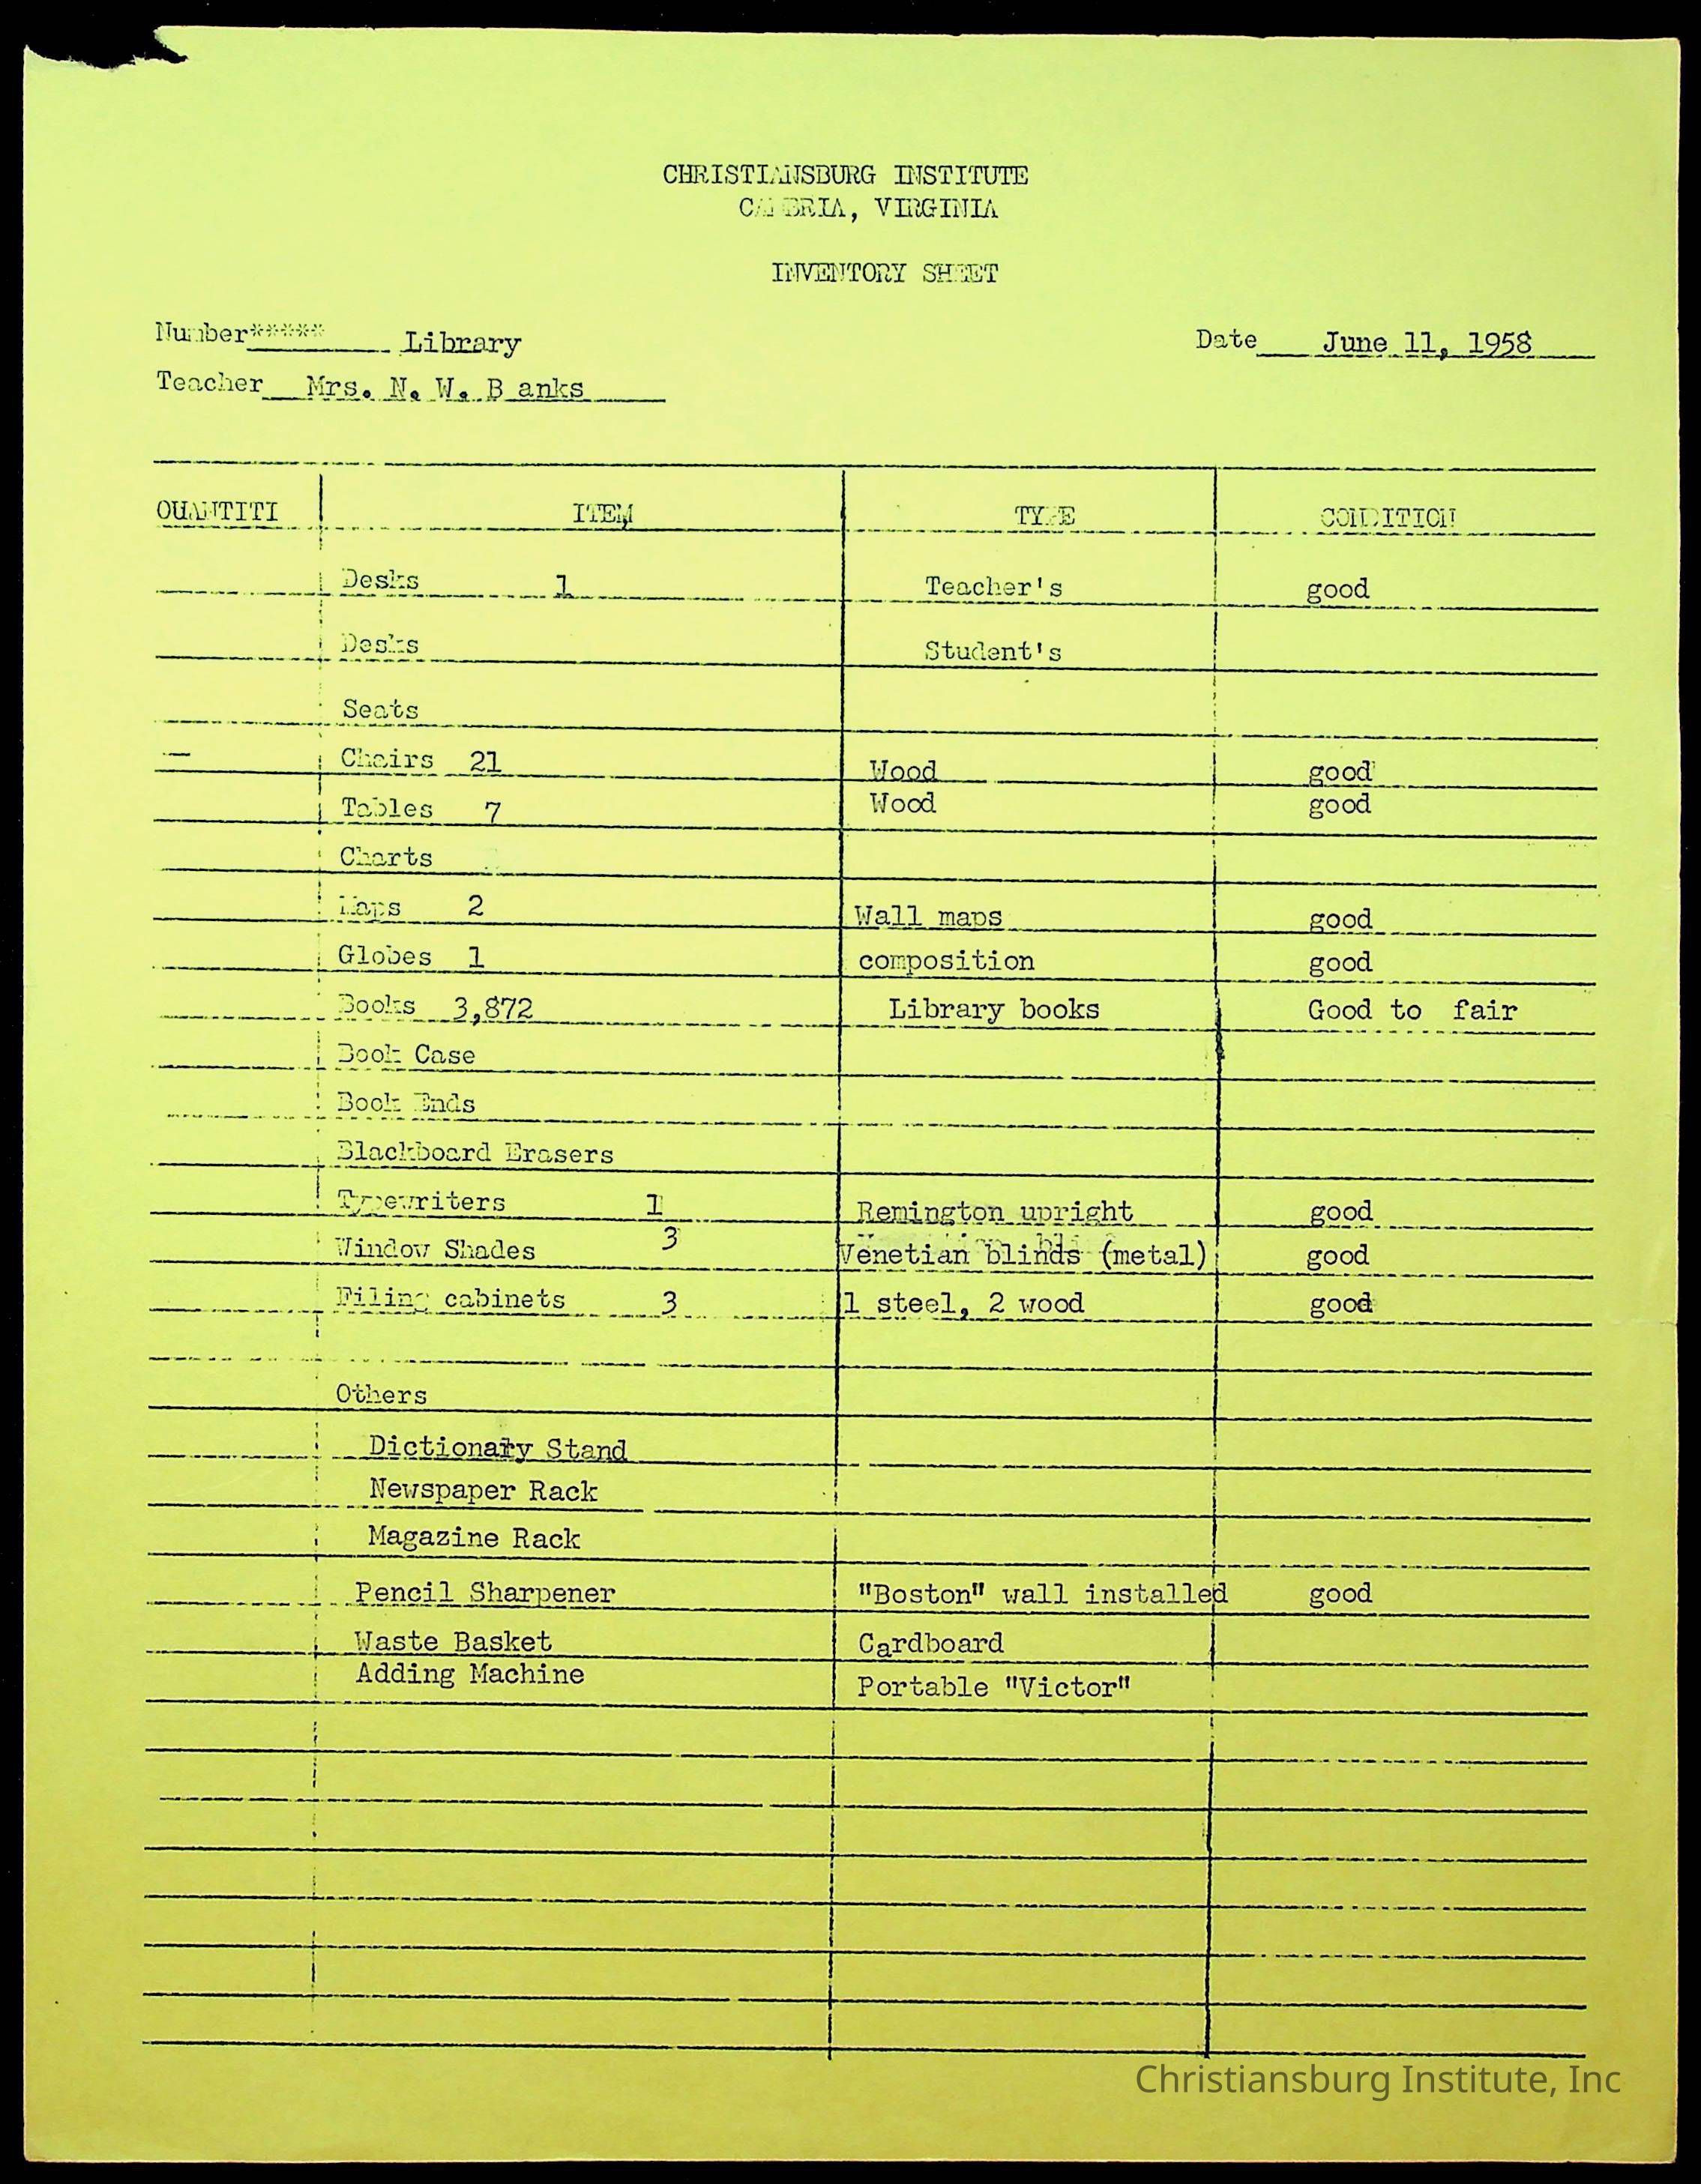 CHRISTIANSBURG INSTITUTE
CAMBRIA, VIRGINIA
INVENTORY SHEET
Number***** Library Date June 11, 1958
Teacher Mrs. N. W. B anks
QUANTITI ITEM TYPE CONDITION
Desks 1 Teacher's good
Desks Student's
Seats
— Chairs 21 Wood good
Tables 7 Wood good
Charts
Maps 2 Wall maps good
Globes 1 composition good
Books 3,872 Library books Good to fair
Book Case
Book Ends
Blackboard Erasers
Typewriters 1 Remington upright good
Window Shades 3 Venetian blinds (metal) good
Filing cabinets 3 1 steel, 2 wood good
Others
Dictionary Stand
Newspaper Rack
Magazine Rack
Pencil Sharpener "Boston" wall installed good
Waste Basket Cardboard
Adding Machine Portable "Victor"
Christiansburg Institute, Inc